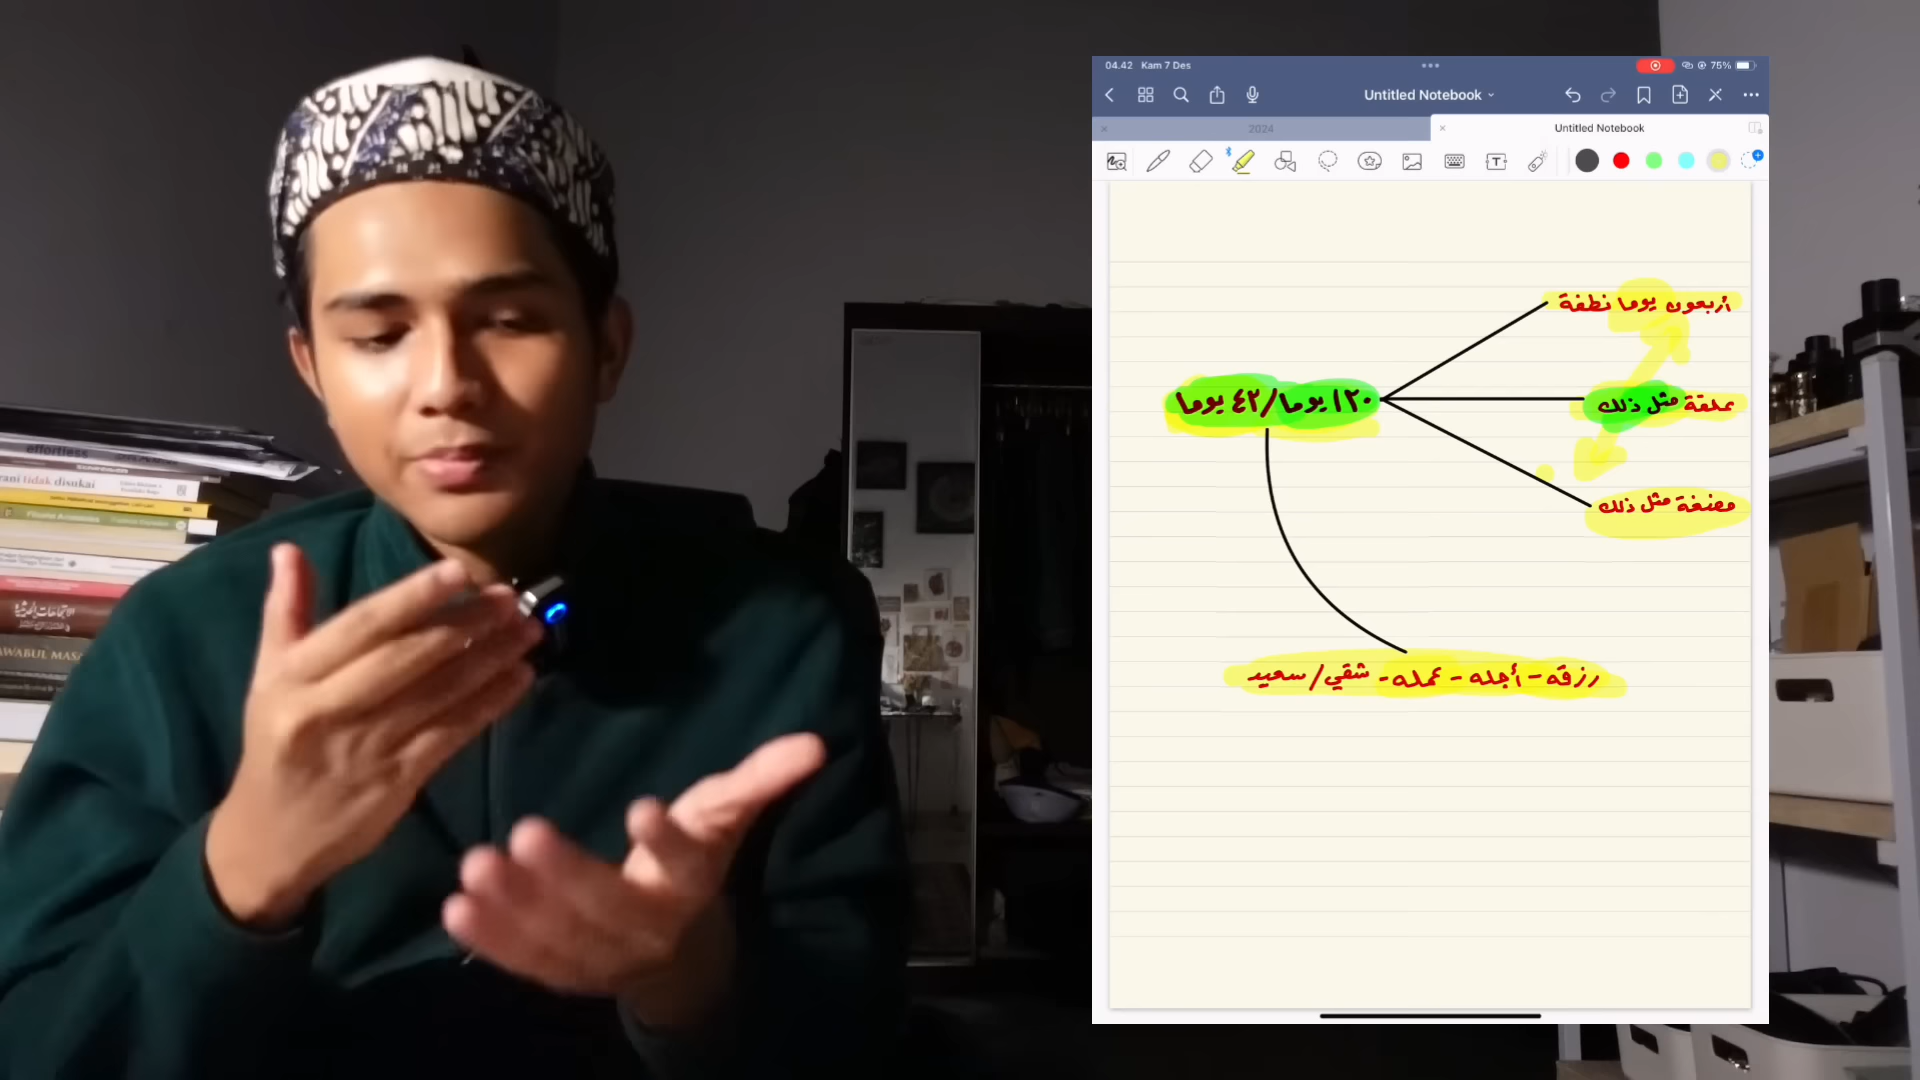 04.42 Kam 7 Des
75%
Untitled Notebook
2024
Untitled Notebook
أربعون يوما نطفة
١٢٠ يوما/٤٢ يوما
علقة مثل ذلك
مضغة مثل ذلك
رزقه - أجله - عمله - شقي/سعيد
effortless
rani tidak disukai
AWABUL MAS